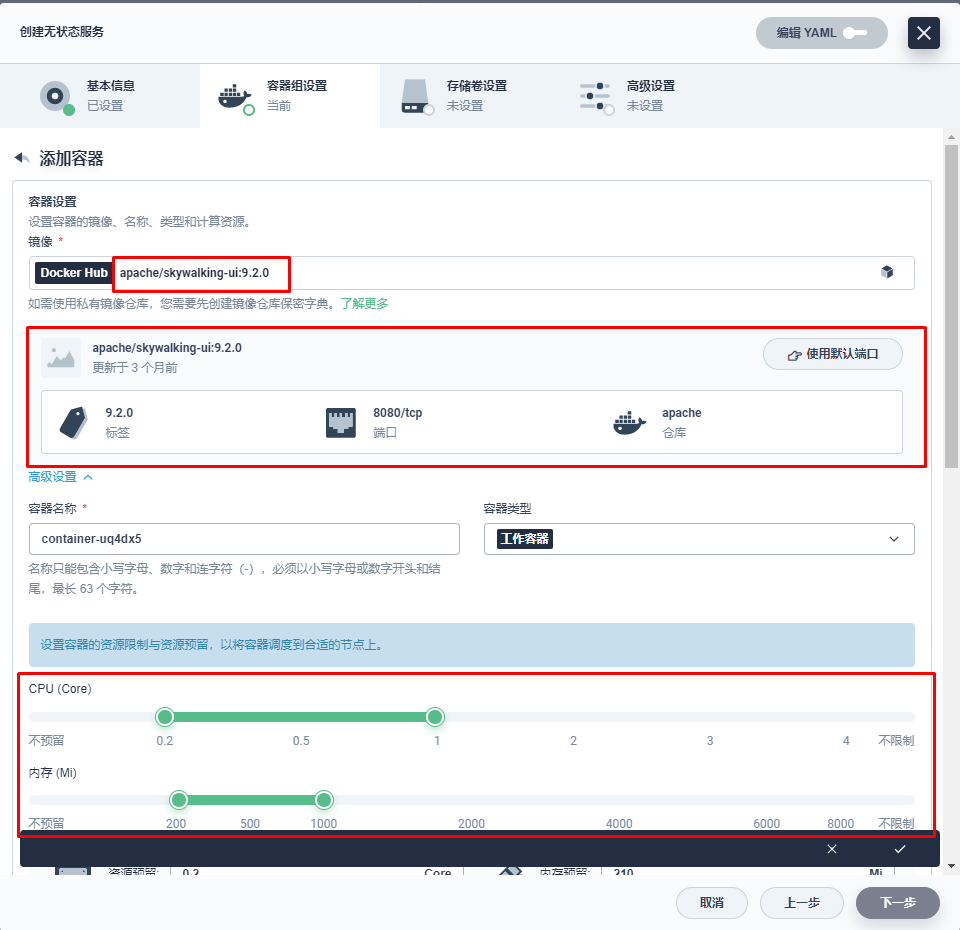 创建无状态服务
编辑 YAML
基本信息
已设置
容器组设置
当前
存储卷设置
未设置
高级设置
未设置
添加容器
容器设置
设置容器的镜像、名称、类型和计算资源。
镜像 *
Docker Hub apache/skywalking-ui:9.2.0
如需使用私有镜像仓库，您需要先创建镜像仓库保密字典。了解更多
apache/skywalking-ui:9.2.0
更新于 3 个月前
使用默认端口
9.2.0
标签
8080/tcp
端口
apache
仓库
高级设置
容器名称 *
container-uq4dx5
名称只能包含小写字母、数字和连字符（-），必须以小写字母或数字开头和结
尾，最长 63 个字符。
容器类型
工作容器
设置容器的资源限制与资源预留，以将容器调度到合适的节点上。
CPU (Core)
不预留 0.2 0.5 1 2 3 4 不限制
内存 (Mi)
不预留 200 500 1000 2000 4000 6000 8000 不限制
资源预留: 0.2 Core 内存预留: 210 Mi
取消 上一步 下一步